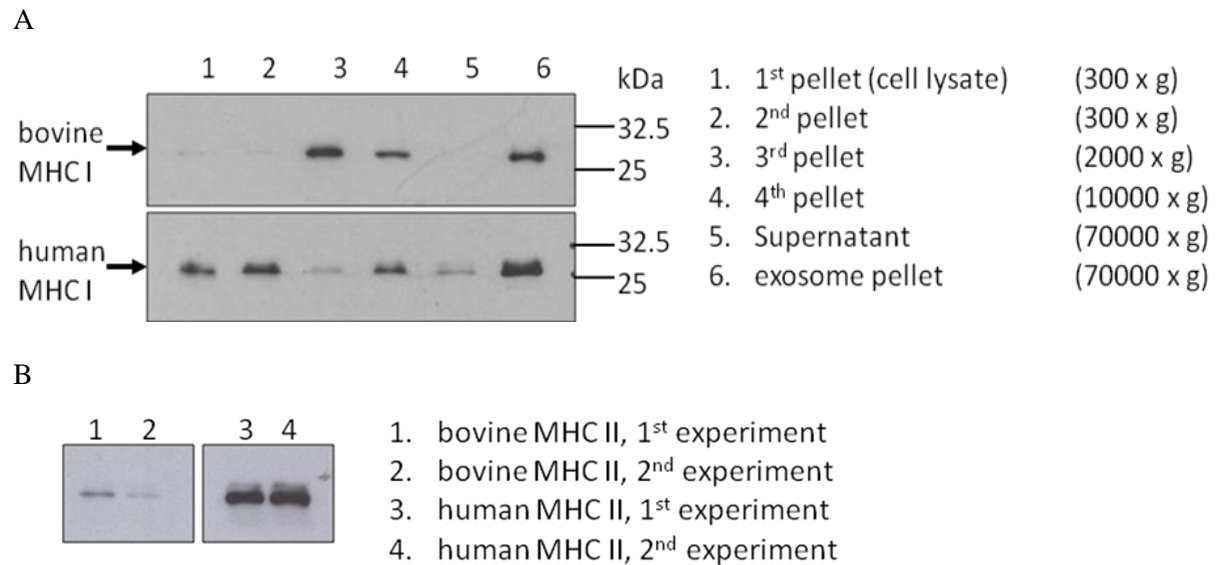 A
1 2 3 4 5 6
kDa
bovine
MHC I
32.5
25
human
MHC I
32.5
25
1. 1st pellet (cell lysate) (300 x g)
2. 2nd pellet (300 x g)
3. 3rd pellet (2000 x g)
4. 4th pellet (10000 x g)
5. Supernatant (70000 x g)
6. exosome pellet (70000 x g)
B
1 2 3 4
1. bovine MHC II, 1st experiment
2. bovine MHC II, 2nd experiment
3. human MHC II, 1st experiment
4. human MHC II, 2nd experiment